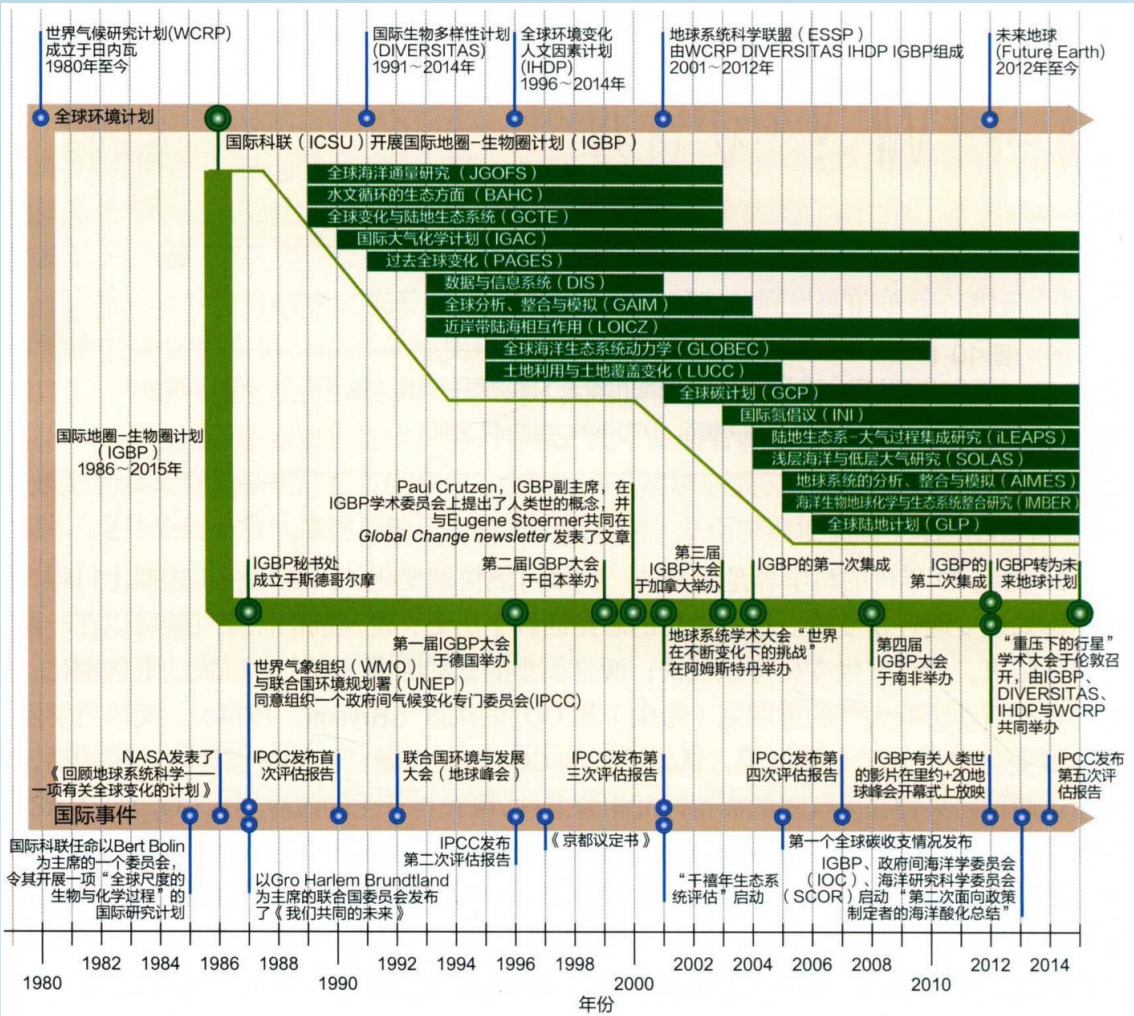 世界气候研究计划(WCRP)
成立于日内瓦
1980年至今
国际生物多样性计划
(DIVERSITAS)
1991～2014年
全球环境变化
人文因素计划
(IHDP)
1996～2014年
地球系统科学联盟（ESSP）
由WCRP DIVERSITAS IHDP IGBP组成
2001～2012年
未来地球
(Future Earth)
2012年至今
全球环境计划
国际科联（ICSU）开展国际地圈-生物圈计划（IGBP）
全球海洋通量研究（JGOFS）
水文循环的生态方面（BAHC）
全球变化与陆地生态系统（GCTE）
国际大气化学计划（IGAC）
过去全球变化（PAGES）
数据与信息系统（DIS）
全球分析、整合与模拟（GAIM）
近岸带陆海相互作用（LOICZ）
全球海洋生态系统动力学（GLOBEC）
土地利用与土地覆盖变化（LUCC）
全球碳计划（GCP）
国际氮倡议（INI）
陆地生态系-大气过程集成研究（iLEAPS）
浅层海洋与低层大气研究（SOLAS）
地球系统的分析、整合与模拟（AIMES）
海洋生物地球化学与生态系统整合研究（IMBER）
全球陆地计划（GLP）
国际地圈-生物圈计划
（IGBP）
1986～2015年
Paul Crutzen，IGBP副主席，在
IGBP学术委员会上提出了人类世的概念，并
与Eugene Stoermer共同在
Global Change newsletter发表了文章
IGBP秘书处
成立于斯德哥尔摩
第二届IGBP大会
于日本举办
第三届
IGBP大会
于加拿大举办
IGBP的第一次集成
IGBP的
第二次集成
IGBP转为未
来地球计划
第一届IGBP大会
于德国举办
地球系统学术大会“世界
在不断变化下的挑战”
在阿姆斯特丹举办
第四届
IGBP大会
于南非举办
“重压下的行星”
学术大会于伦敦召
开，由IGBP、
DIVERSITAS、
IHDP与WCRP
共同举办
世界气象组织（WMO）
与联合国环境规划署（UNEP）
同意组织一个政府间气候变化专门委员会(IPCC)
NASA发表了
《回顾地球系统科学——
一项有关全球变化的计划》
IPCC发布首
次评估报告
联合国环境与发展
大会（地球峰会）
IPCC发布第
三次评估报告
IPCC发布第
四次评估报告
IGBP有关人类世
的影片在里约+20地
球峰会开幕式上放映
IPCC发布
第五次评
估报告
国际事件
国际科联任命以Bert Bolin
为主席的一个委员会，
令其开展一项“全球尺度的
生物与化学过程”的
国际研究计划
以Gro Harlem Brundtland
为主席的联合国委员会发布
了《我们共同的未来》
IPCC发布
第二次评估报告
《京都议定书》
“千禧年生态系
统评估”启动
第一个全球碳收支情况发布
IGBP、政府间海洋学委员会
（IOC）、海洋研究科学委员会
（SCOR）启动“第二次面向政策
制定者的海洋酸化总结”
1982 1984 1986 1988 1992 1994 1996 1998 2002 2004 2006 2008 2012 2014
1980 1990 2000 2010
年份